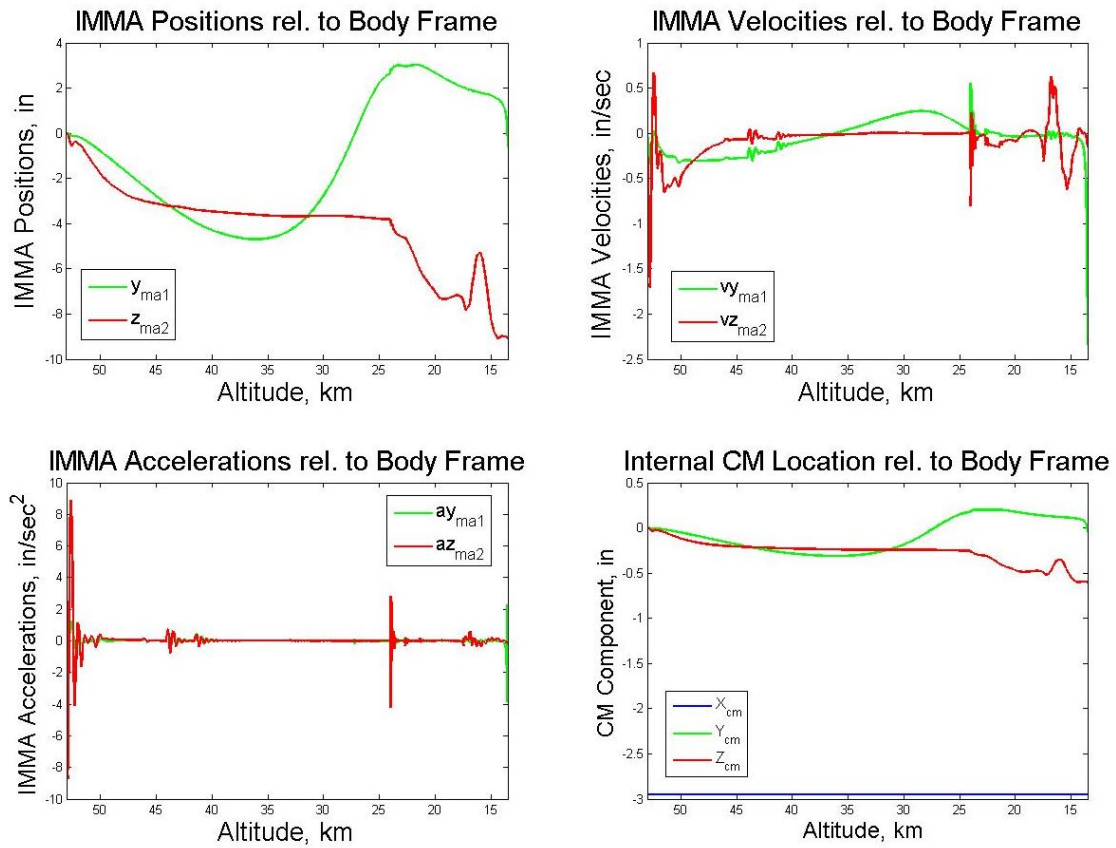 IMMA Positions rel. to Body Frame
IMMA Positions, in
4
2
0
-2
-4
-6
-8
-10
y_ma1
z_ma2
50 45 40 35 30 25 20 15
Altitude, km
IMMA Velocities rel. to Body Frame
IMMA Velocities, in/sec
1
0.5
0
-0.5
-1
-1.5
-2
-2.5
vy_ma1
vz_ma2
50 45 40 35 30 25 20 15
Altitude, km
IMMA Accelerations rel. to Body Frame
IMMA Accelerations, in/sec²
10
8
6
4
2
0
-2
-4
-6
-8
-10
ay_ma1
az_ma2
50 45 40 35 30 25 20 15
Altitude, km
Internal CM Location rel. to Body Frame
CM Component, in
0.5
0
-0.5
-1
-1.5
-2
-2.5
-3
X_cm
Y_cm
Z_cm
50 45 40 35 30 25 20 15
Altitude, km